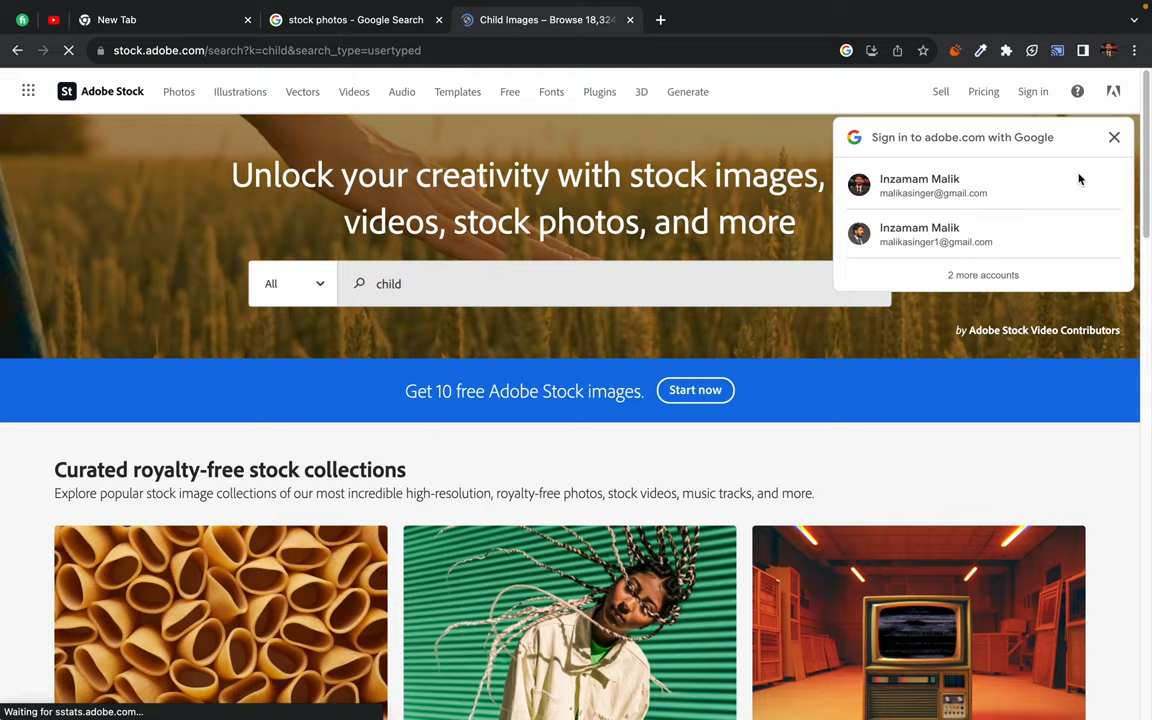 New Tab
stock photos - Google Search
Child Images – Browse 18,324
stock.adobe.com/search?k=child&search_type=usertyped
St Adobe Stock Photos Illustrations Vectors Videos Audio Templates Free Fonts Plugins 3D Generate Sell Pricing Sign in
Sign in to adobe.com with Google
Inzamam Malik
malikasinger@gmail.com
Inzamam Malik
malikasinger1@gmail.com
2 more accounts
Unlock your creativity with stock images,
videos, stock photos, and more
All child
by Adobe Stock Video Contributors
Get 10 free Adobe Stock images. Start now
Curated royalty-free stock collections
Explore popular stock image collections of our most incredible high-resolution, royalty-free photos, stock videos, music tracks, and more.
Waiting for sstats.adobe.com...